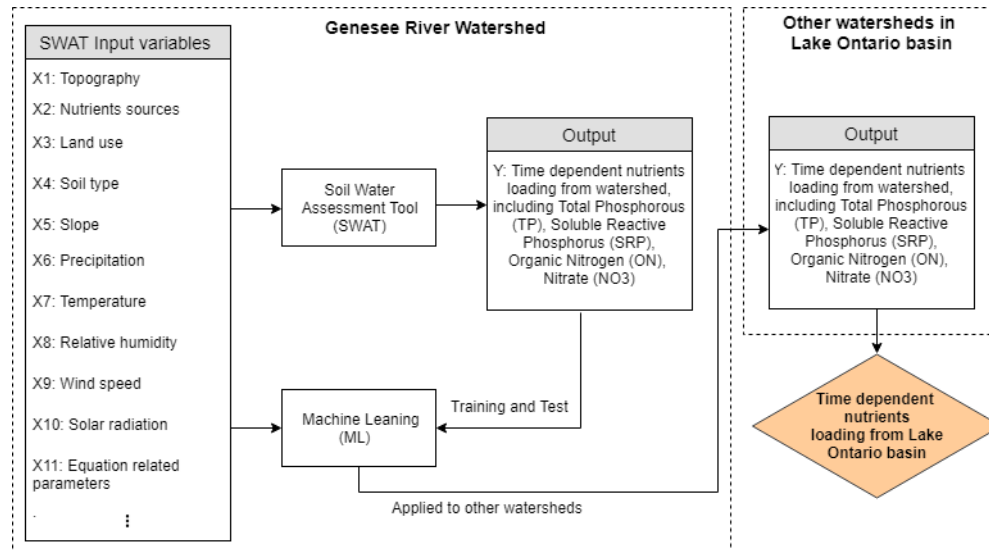 Genesee River Watershed
SWAT Input variables
X1: Topography
X2: Nutrients sources
X3: Land use
X4: Soil type
X5: Slope
X6: Precipitation
X7: Temperature
X8: Relative humidity
X9: Wind speed
X10: Solar radiation
X11: Equation related
parameters
Soil Water
Assessment Tool
(SWAT)
Output
Y: Time dependent nutrients
loading from watershed,
including Total Phosphorous
(TP), Soluble Reactive
Phosphorus (SRP),
Organic Nitrogen (ON),
Nitrate (NO3)
Machine Leaning
(ML)
Training and Test
Applied to other watersheds
Other watersheds in
Lake Ontario basin
Output
Y: Time dependent nutrients
loading from watershed,
including Total Phosphorous
(TP), Soluble Reactive
Phosphorus (SRP),
Organic Nitrogen (ON),
Nitrate (NO3)
Time dependent
nutrients
loading from Lake
Ontario basin